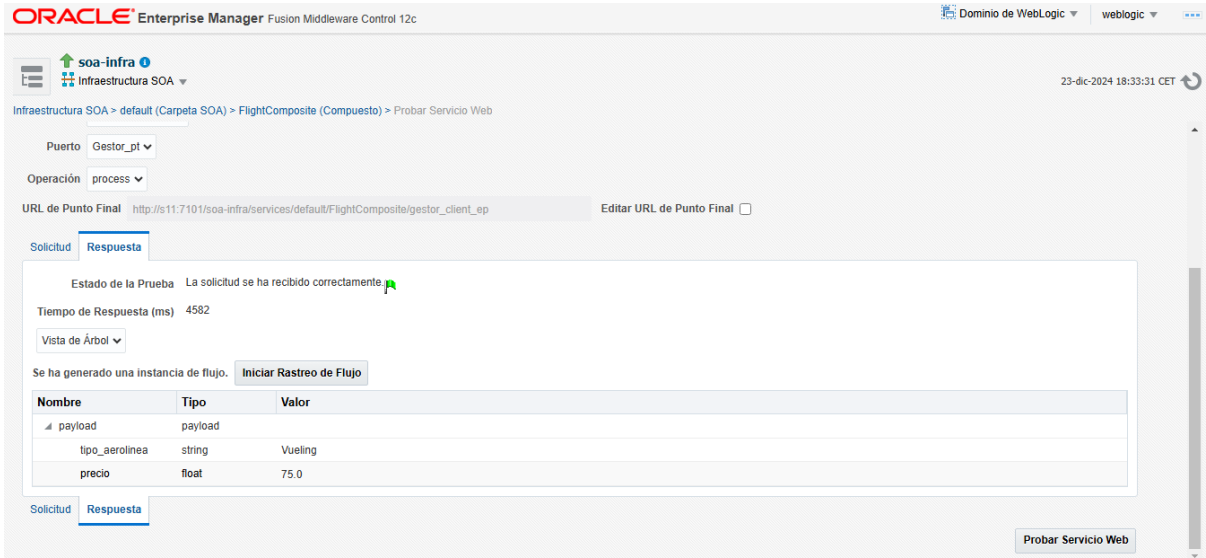 ORACLE Enterprise Manager Fusion Middleware Control 12c
Dominio de WebLogic
weblogic
soa-infra
Infraestructura SOA
23-dic-2024 18:33:31 CET
Infraestructura SOA > default (Carpeta SOA) > FlightComposite (Compuesto) > Probar Servicio Web
Puerto Gestor_pt
Operación process
URL de Punto Final http://s11:7101/soa-infra/services/default/FlightComposite/gestor_client_ep Editar URL de Punto Final
Solicitud Respuesta
Estado de la Prueba La solicitud se ha recibido correctamente.
Tiempo de Respuesta (ms) 4582
Vista de Árbol
Se ha generado una instancia de flujo. Iniciar Rastreo de Flujo
Nombre Tipo Valor
payload payload
tipo_aerolinea string Vueling
precio float 75.0
Solicitud Respuesta
Probar Servicio Web